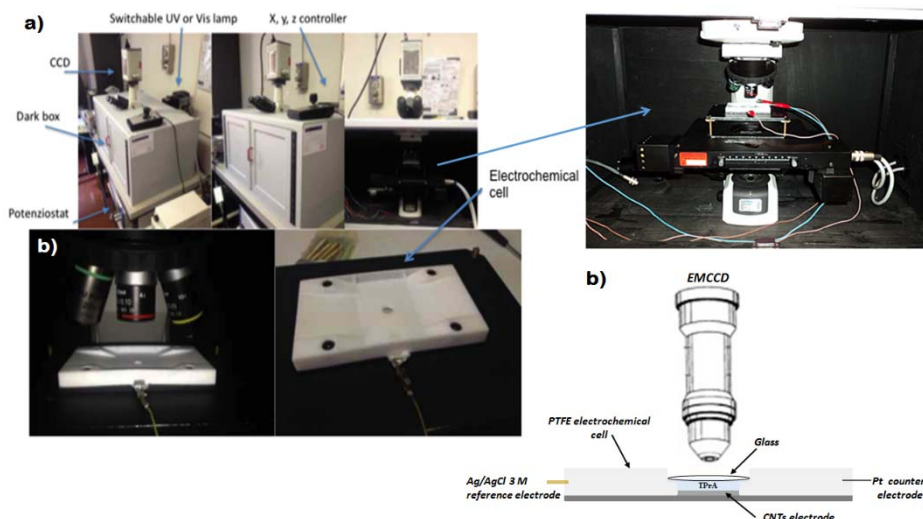 a)
Switchable UV or Vis lamp
X, y, z controller
CCD
Dark box
Potenziostat
Electrochemical
cell
b)
b)
EMCCD
PTFE electrochemical
cell
Glass
Ag/AgCl 3 M
reference electrode
TPrA
Pt counter
electrode
CNTs electrode